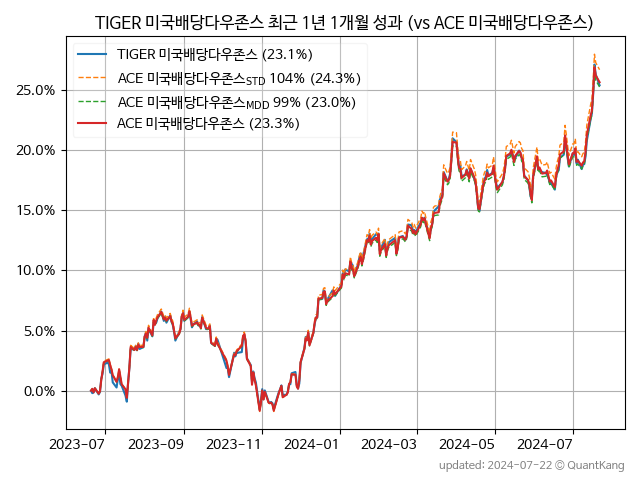 TIGER 미국배당다우존스 최근 1년 1개월 성과 (vs ACE 미국배당다우존스)
TIGER 미국배당다우존스 (23.1%)
ACE 미국배당다우존스STD 104% (24.3%)
ACE 미국배당다우존스MDD 99% (23.0%)
ACE 미국배당다우존스 (23.3%)
25.0%
20.0%
15.0%
10.0%
5.0%
0.0%
2023-07 2023-09 2023-11 2024-01 2024-03 2024-05 2024-07
updated: 2024-07-22 © QuantKang